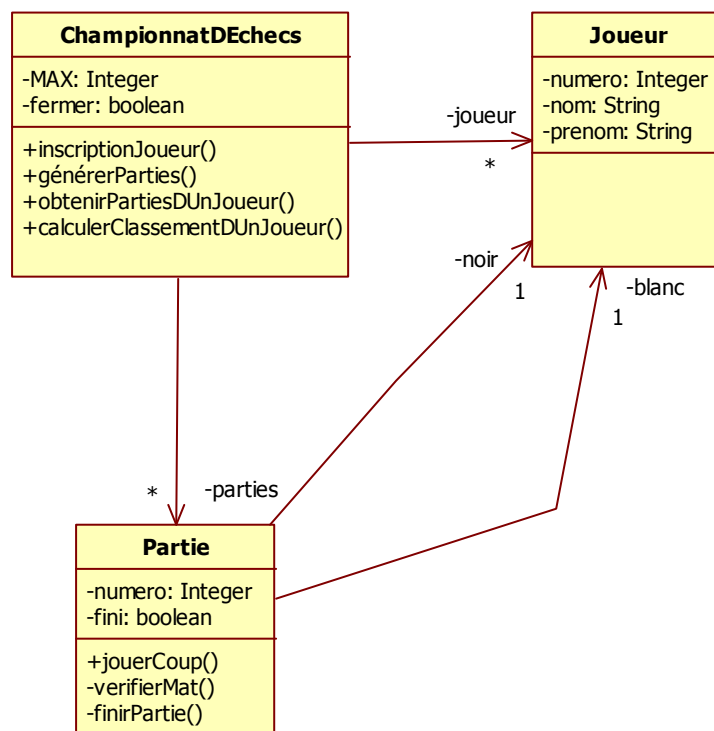 ChampionnatDEchecs
-MAX: Integer
-fermer: boolean
+inscriptionJoueur()
+générerParties()
+obtenirPartiesDUnJoueur()
+calculerClassementDUnJoueur()
-joueur
*
Joueur
-numero: Integer
-nom: String
-prenom: String
-noir
1
-blanc
1
*
-parties
Partie
-numero: Integer
-fini: boolean
+jouerCoup()
-verifierMat()
-finirPartie()